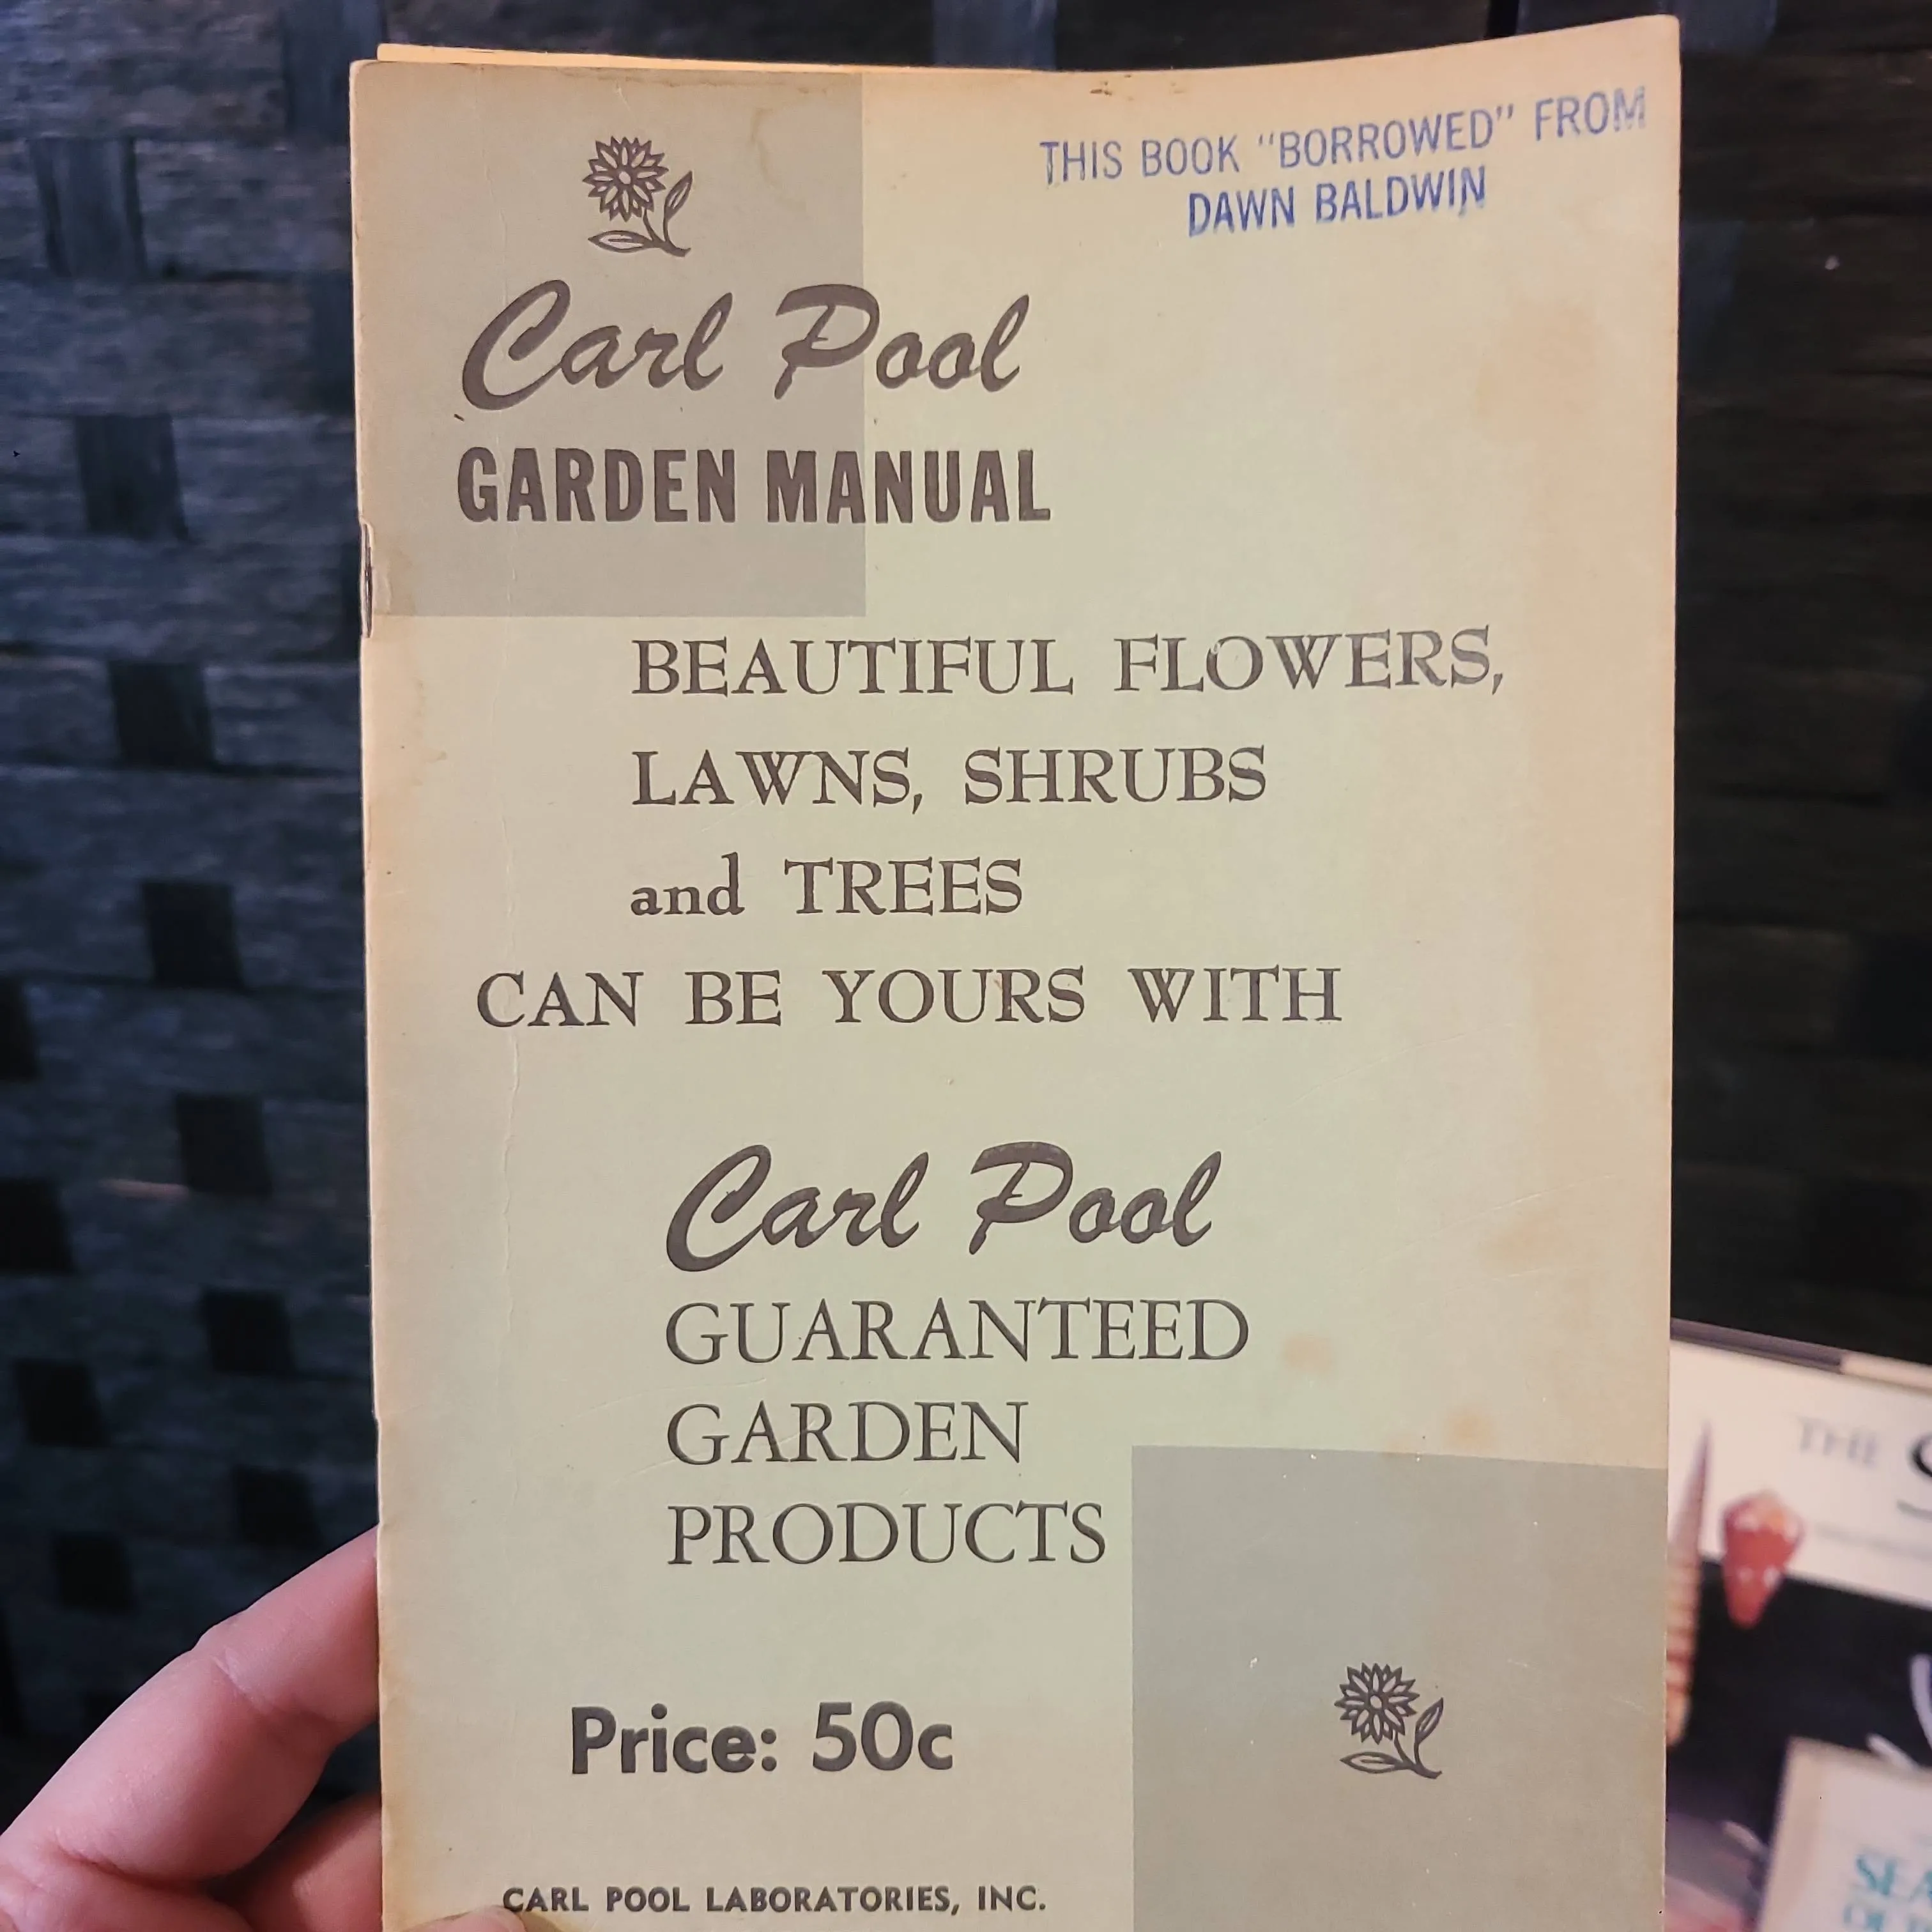 THIS BOOK "BORROWED" FROM
DAWN BALDWIN
Carl Pool
GARDEN MANUAL
BEAUTIFUL FLOWERS,
LAWNS, SHRUBS
and TREES
CAN BE YOURS WITH
Carl Pool
GUARANTEED
GARDEN
PRODUCTS
Price: 50c
CARL POOL LABORATORIES, INC.
THE